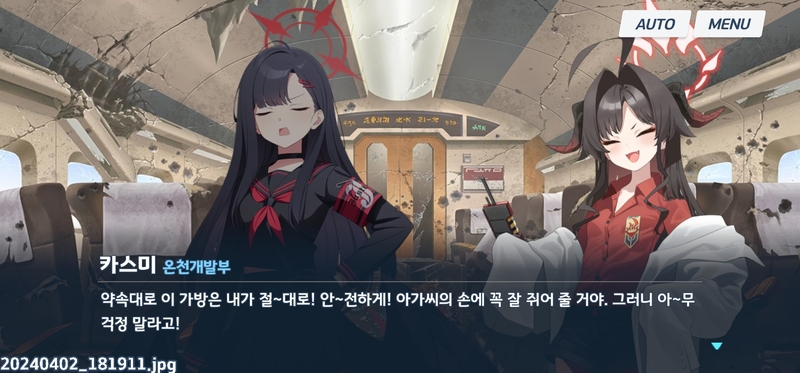 AUTO
MENU
카스미 온천개발부
약속대로 이 가방은 내가 절~대로! 안~전하게! 아가씨의 손에 꼭 잘 쥐어 줄 거야. 그러니 아~무
걱정 말라고!
20240402_181911.jpg